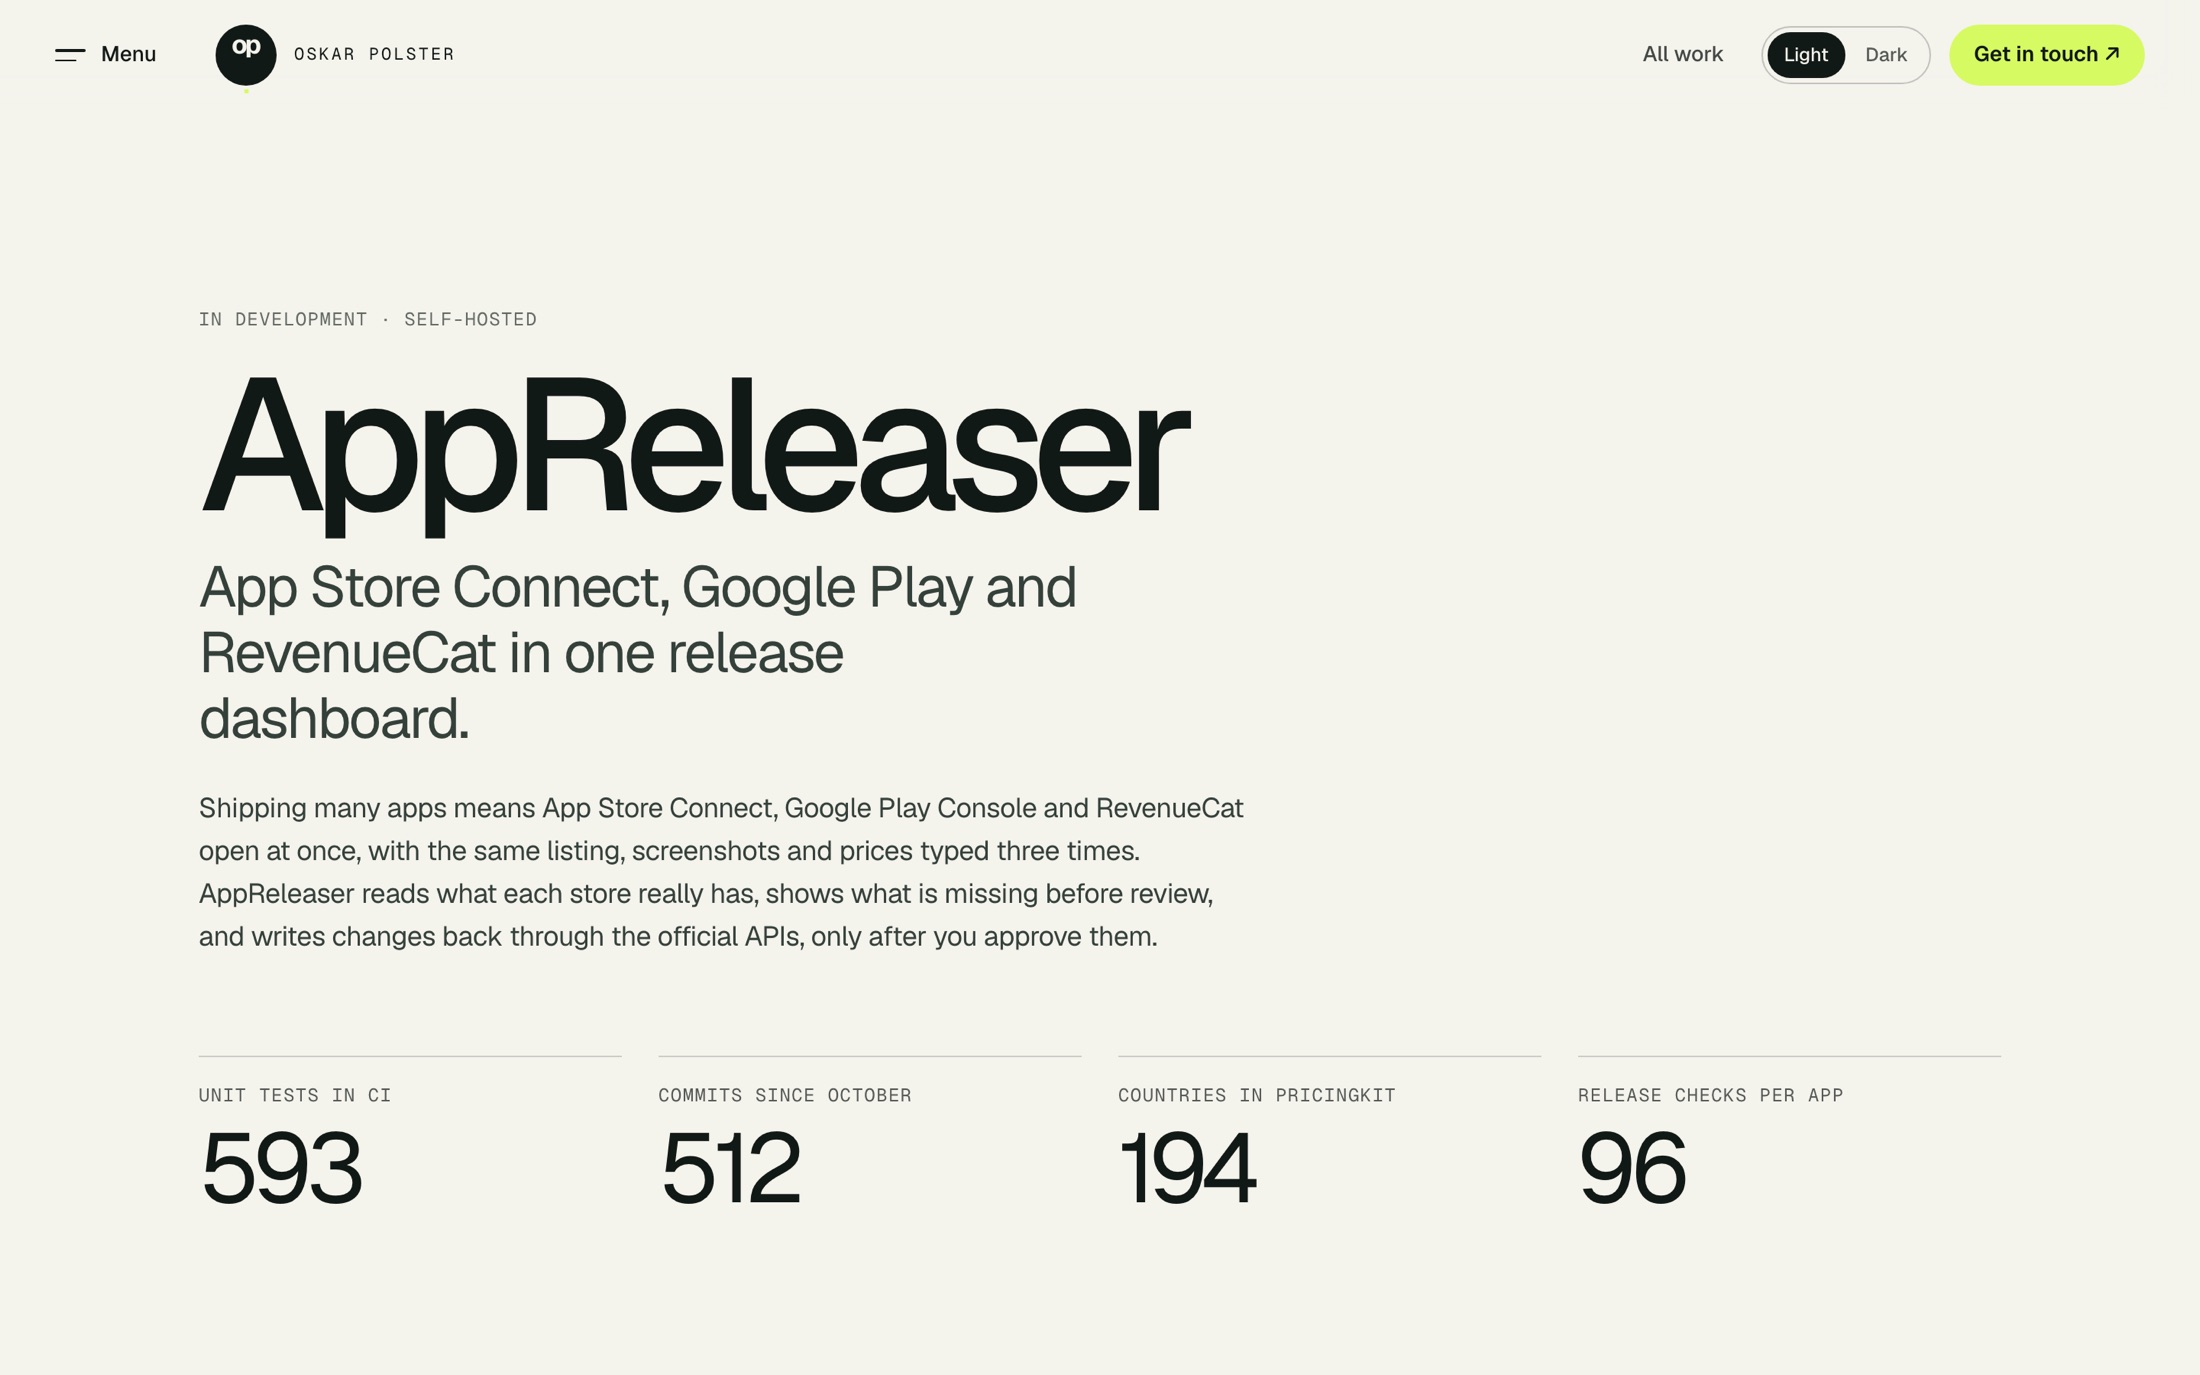 Menu
op
OSKAR POLSTER
All work
Light
Dark
Get in touch ↗
IN DEVELOPMENT · SELF-HOSTED
AppReleaser
App Store Connect, Google Play and
RevenueCat in one release
dashboard.
Shipping many apps means App Store Connect, Google Play Console and RevenueCat
open at once, with the same listing, screenshots and prices typed three times.
AppReleaser reads what each store really has, shows what is missing before review,
and writes changes back through the official APIs, only after you approve them.
UNIT TESTS IN CI
593
COMMITS SINCE OCTOBER
512
COUNTRIES IN PRICINGKIT
194
RELEASE CHECKS PER APP
96